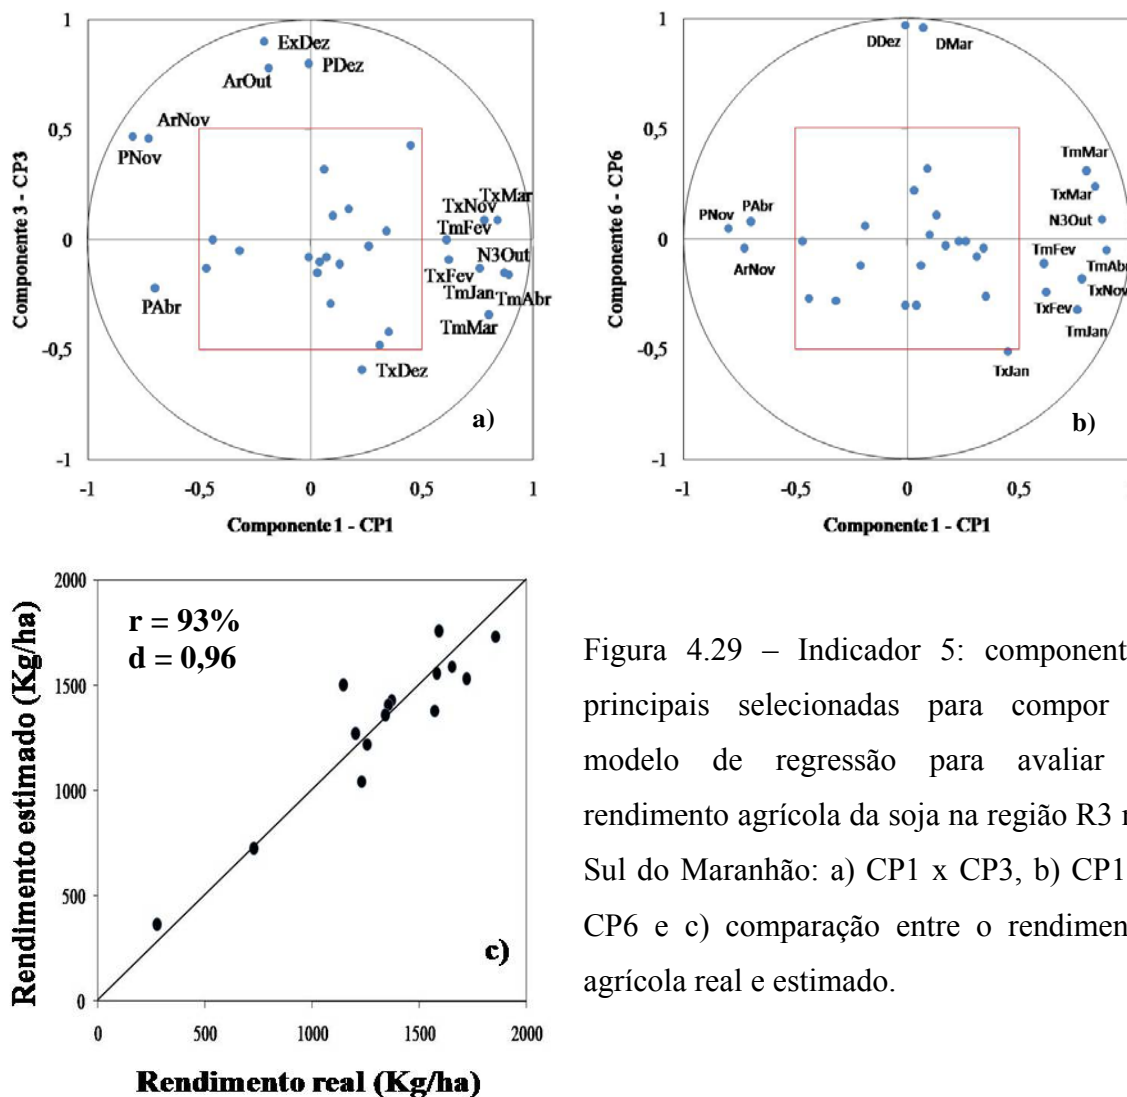 1
ExDez
PDez
ArOut
0,5
ArNov
PNov
TxMar
TxNov
TmFev
0
N3Out
TxFev
TmJan
TmAbr
PAbr
TmMar
-0,5
TxDez
a)
-1
-1 -0,5 0 0,5 1
Componente 3 - CP3
Componente 1 - CP1
1
DDez
DMar
0,5
TmMar
TxMar
PNov PAbr
N3Out
0
ArNov
TmFev
TmAbr
TxNov
TxFev
TmJan
-0,5
TxJan
b)
-1
-1 -0,5 0 0,5
Componente 6 - CP6
Componente 1 - CP1
2000
r = 93%
d = 0,96
1500
1000
500
c)
0
0 500 1000 1500 2000
Rendimento estimado (Kg/ha)
Rendimento real (Kg/ha)
Figura 4.29 – Indicador 5: component
principais selecionadas para compor
modelo de regressão para avaliar
rendimento agrícola da soja na região R3 n
Sul do Maranhão: a) CP1 x CP3, b) CP1
CP6 e c) comparação entre o rendimen
agrícola real e estimado.